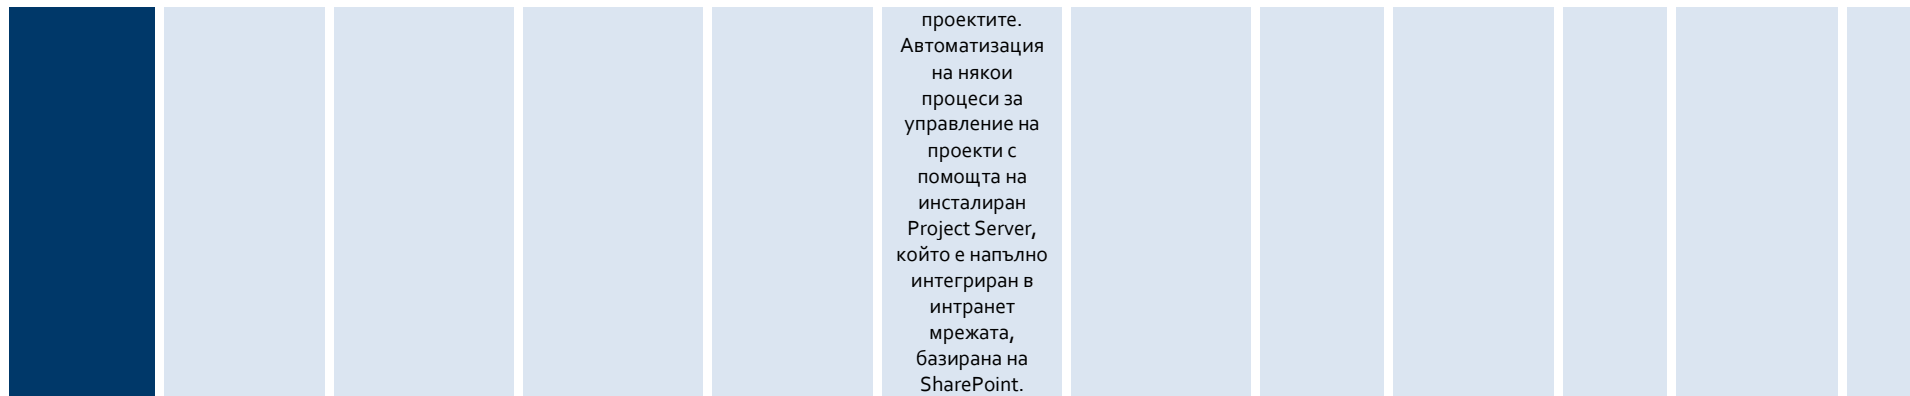 проектите.
Автоматизация
на някои
процеси за
управление на
проекти с
помощта на
инсталиран
Project Server,
който е напълно
интегриран в
интранет
мрежата,
базирана на
SharePoint.